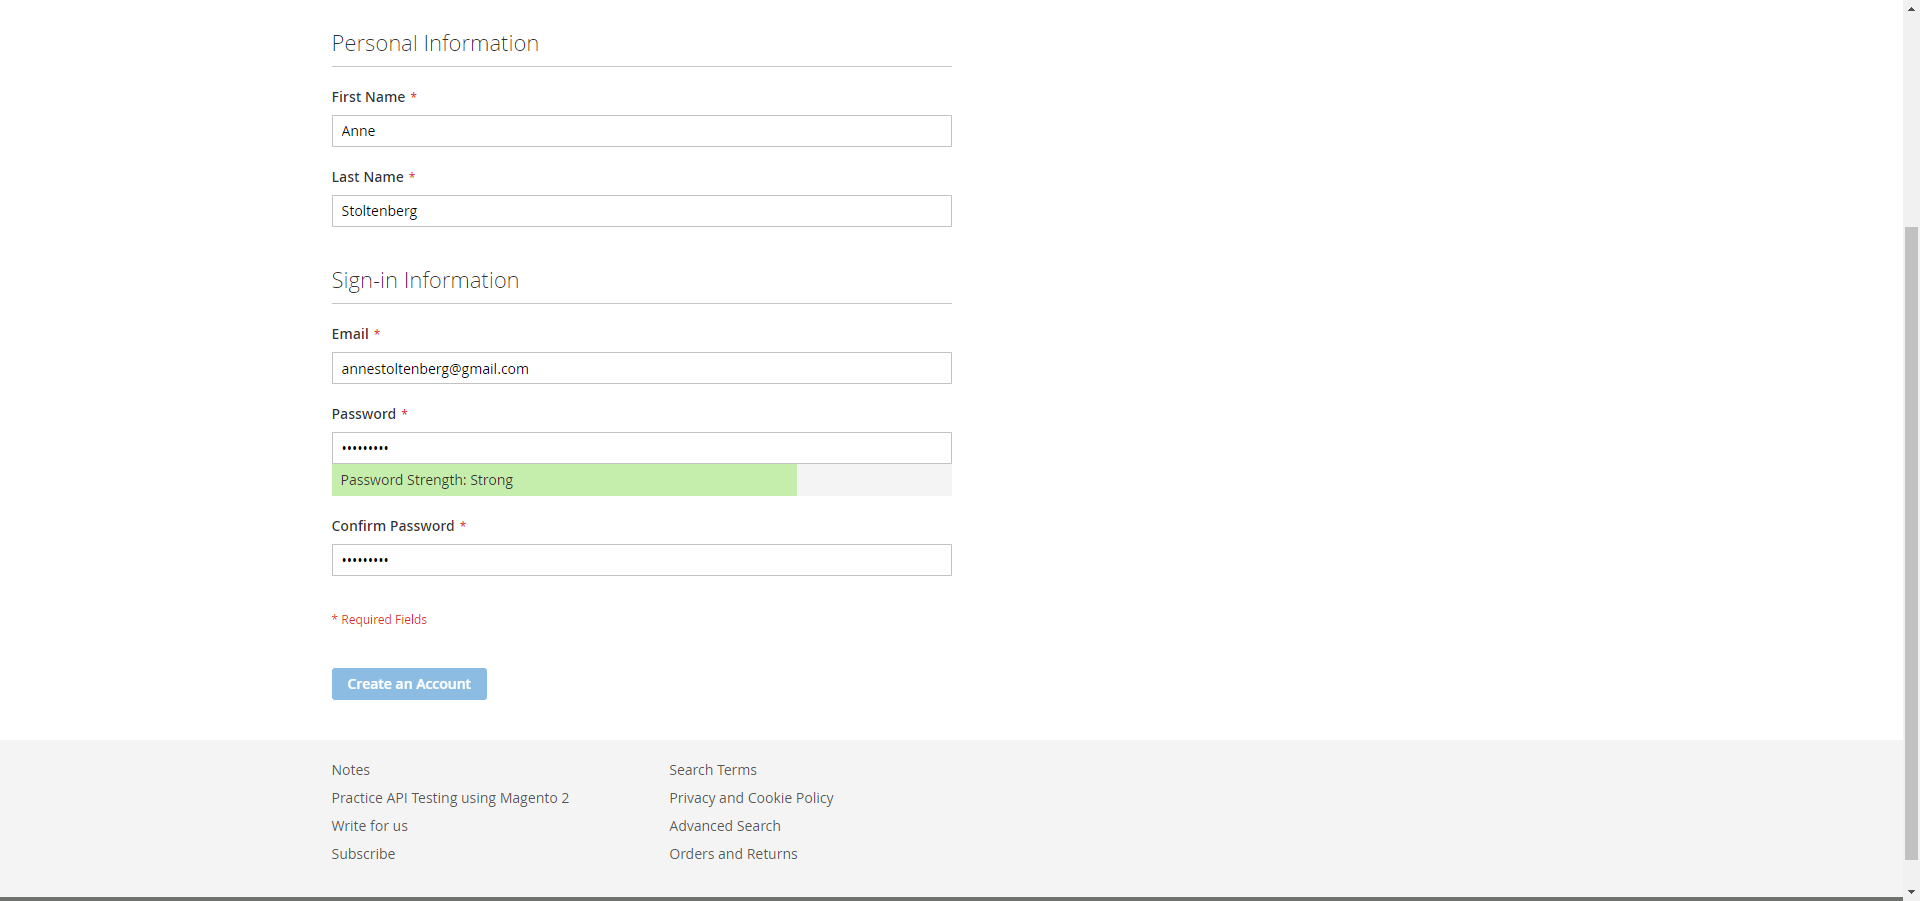 Personal Information
First Name *
Anne
Last Name *
Stoltenberg
Sign-in Information
Email *
annestoltenberg@gmail.com
Password *
•••••••••
Password Strength: Strong
Confirm Password *
•••••••••
* Required Fields
Create an Account
Notes
Practice API Testing using Magento 2
Write for us
Subscribe
Search Terms
Privacy and Cookie Policy
Advanced Search
Orders and Returns